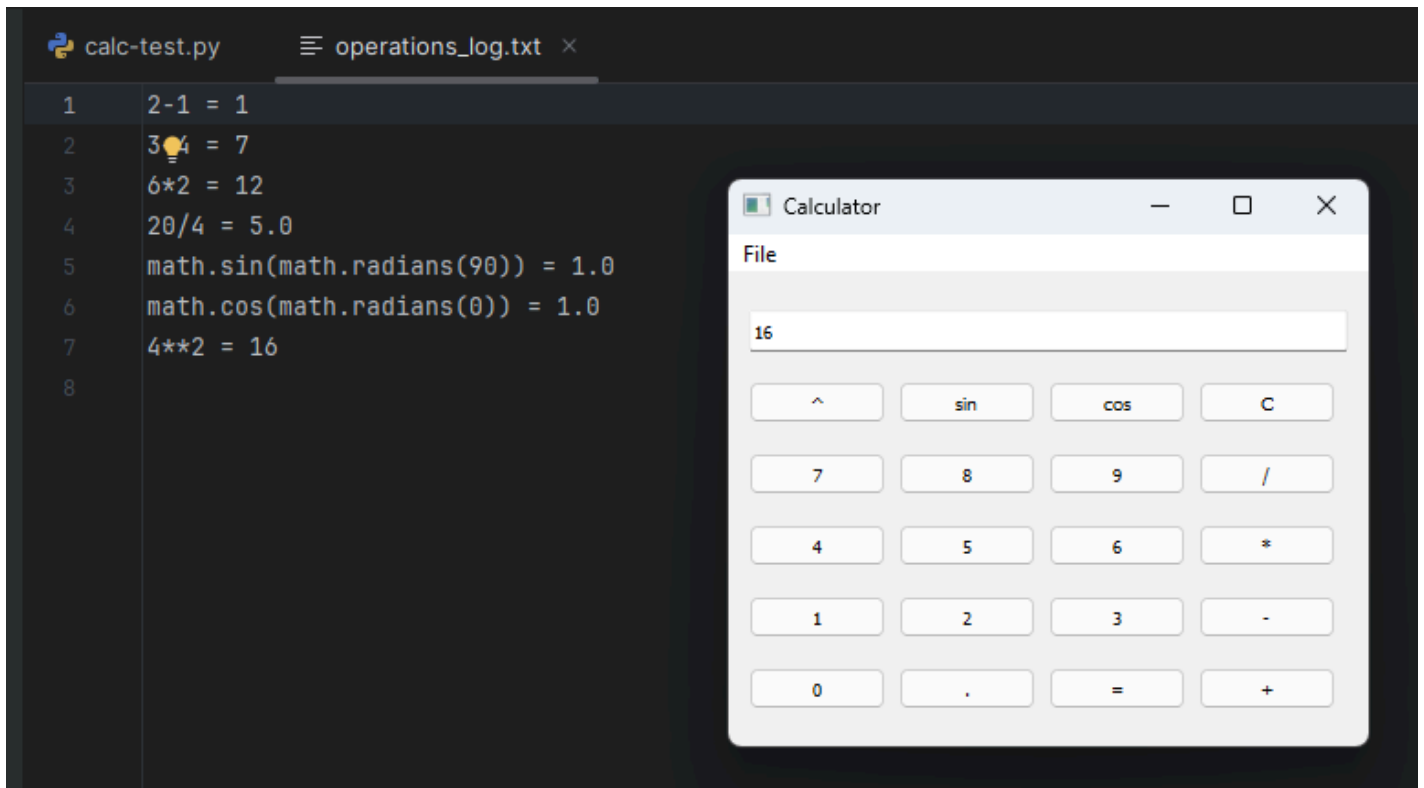 calc-test.py
operations_log.txt
1 2-1 = 1
2 3 4 = 7
3 6*2 = 12
4 20/4 = 5.0
5 math.sin(math.radians(90)) = 1.0
6 math.cos(math.radians(0)) = 1.0
7 4**2 = 16
8
Calculator
File
16
^ sin cos C
7 8 9 /
4 5 6 *
1 2 3 -
0 . = +